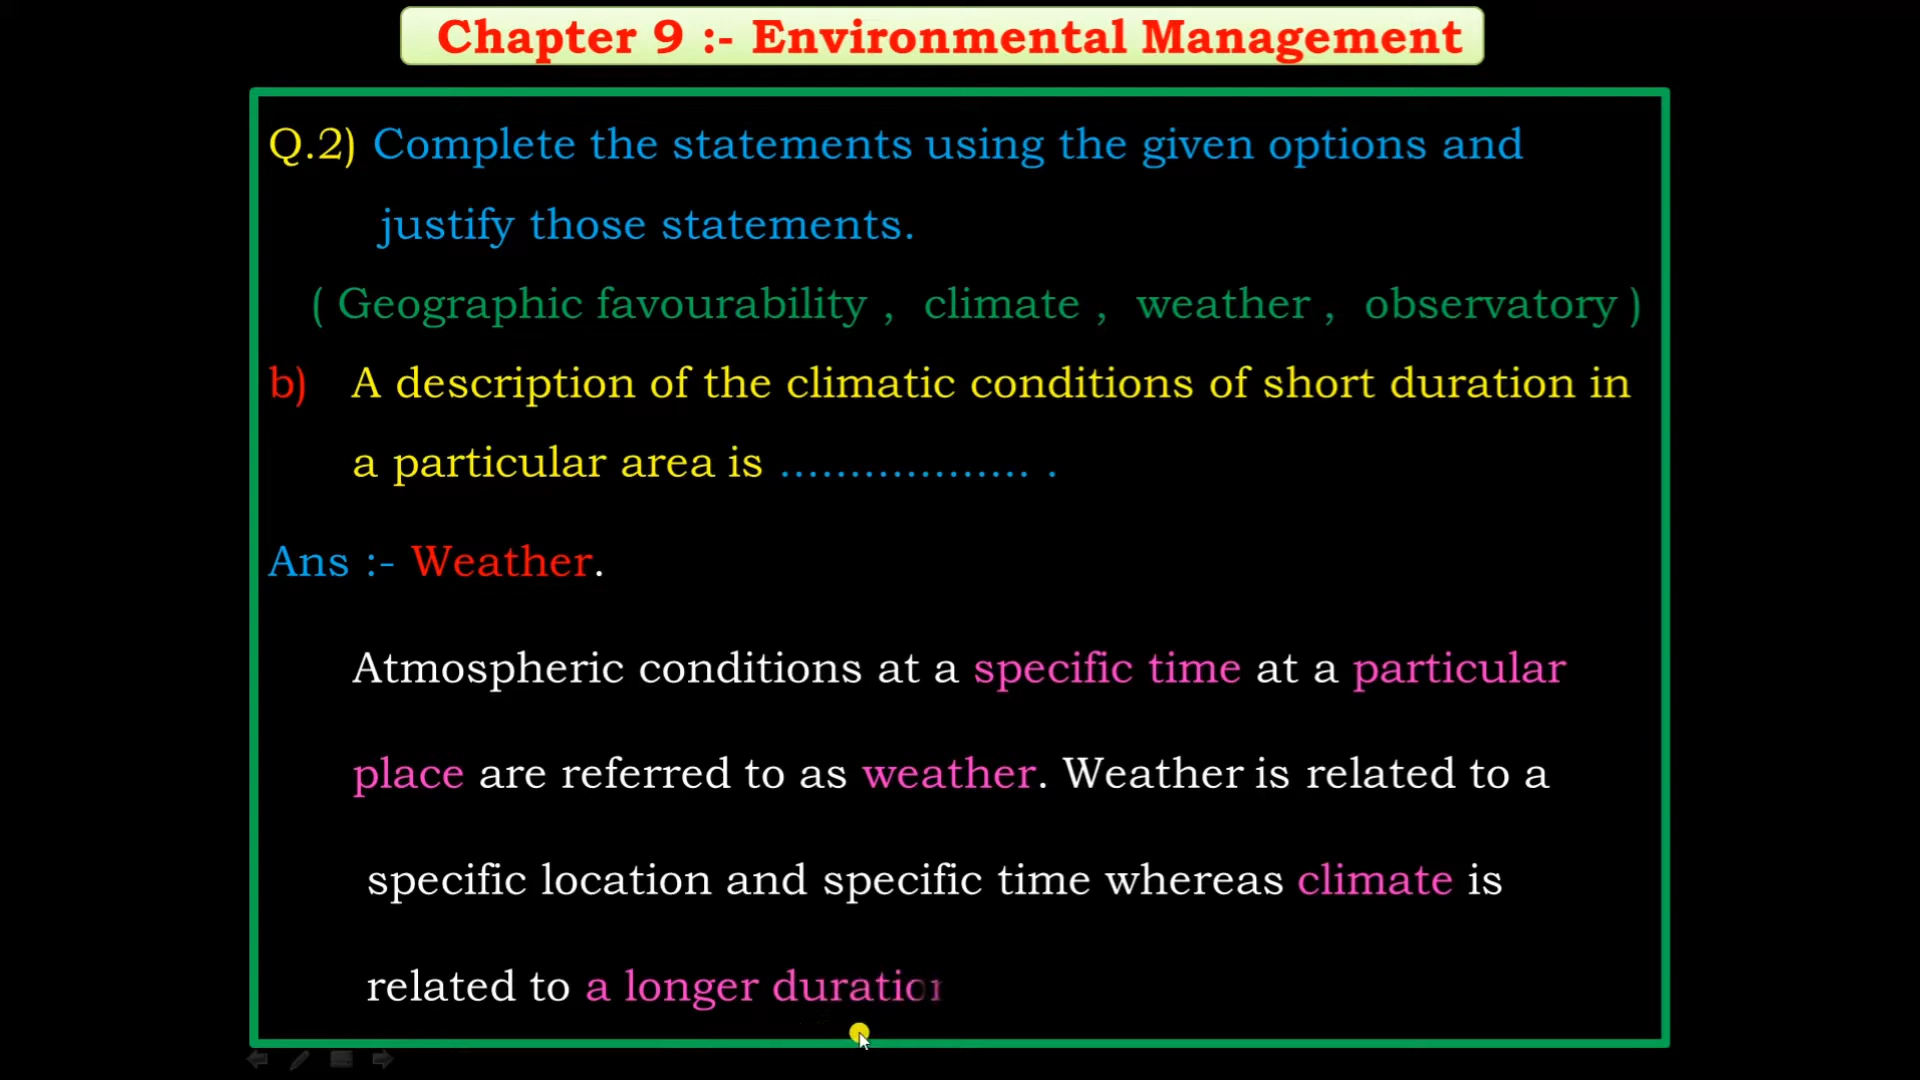 Chapter 9 :- Environmental Management
Q.2) Complete the statements using the given options and
justify those statements.
( Geographic favourability , climate , weather , observatory )
b) A description of the climatic conditions of short duration in
a particular area is .................. .
Ans :- Weather.
Atmospheric conditions at a specific time at a particular
place are referred to as weather. Weather is related to a
specific location and specific time whereas climate is
related to a longer duration